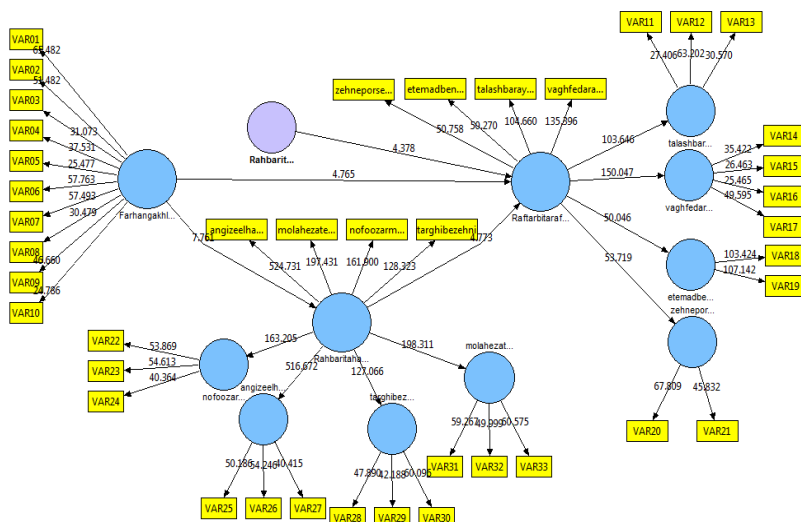 VAR01
VAR02
VAR03
VAR04
VAR05
VAR06
VAR07
VAR08
VAR09
VAR10
65.482
51.482
31.073
37.531
25.477
57.763
57.493
30.479
46.660
24.786
Farhangakhl...
Rahbarit...
4.378
4.765
7.761
4.773
zehneporse...
etemadben...
talashbaray...
vaghfedara...
50.758
50.270
104.660
135.396
Raftarbitaraf...
103.646
150.047
50.046
53.719
VAR11
VAR12
VAR13
27.406
63.202
30.570
talashbar...
VAR14
VAR15
VAR16
VAR17
35.422
26.463
25.465
49.595
vaghfedar...
VAR18
VAR19
103.424
107.142
etemadbe...
zehnepor...
67.809
45.832
VAR20
VAR21
angizeelha...
molahezate...
nofoozarm...
targhibezehni
524.731
197.431
161.900
128.323
Rahbaritaha...
163.205
516.672
127.066
198.311
VAR22
VAR23
VAR24
53.869
54.613
40.364
nofoozar...
angizeelh...
50.186
54.246
40.415
VAR25
VAR26
VAR27
targhibez...
47.890
42.188
60.095
VAR28
VAR29
VAR30
molahezat...
59.267
49.999
60.575
VAR31
VAR32
VAR33